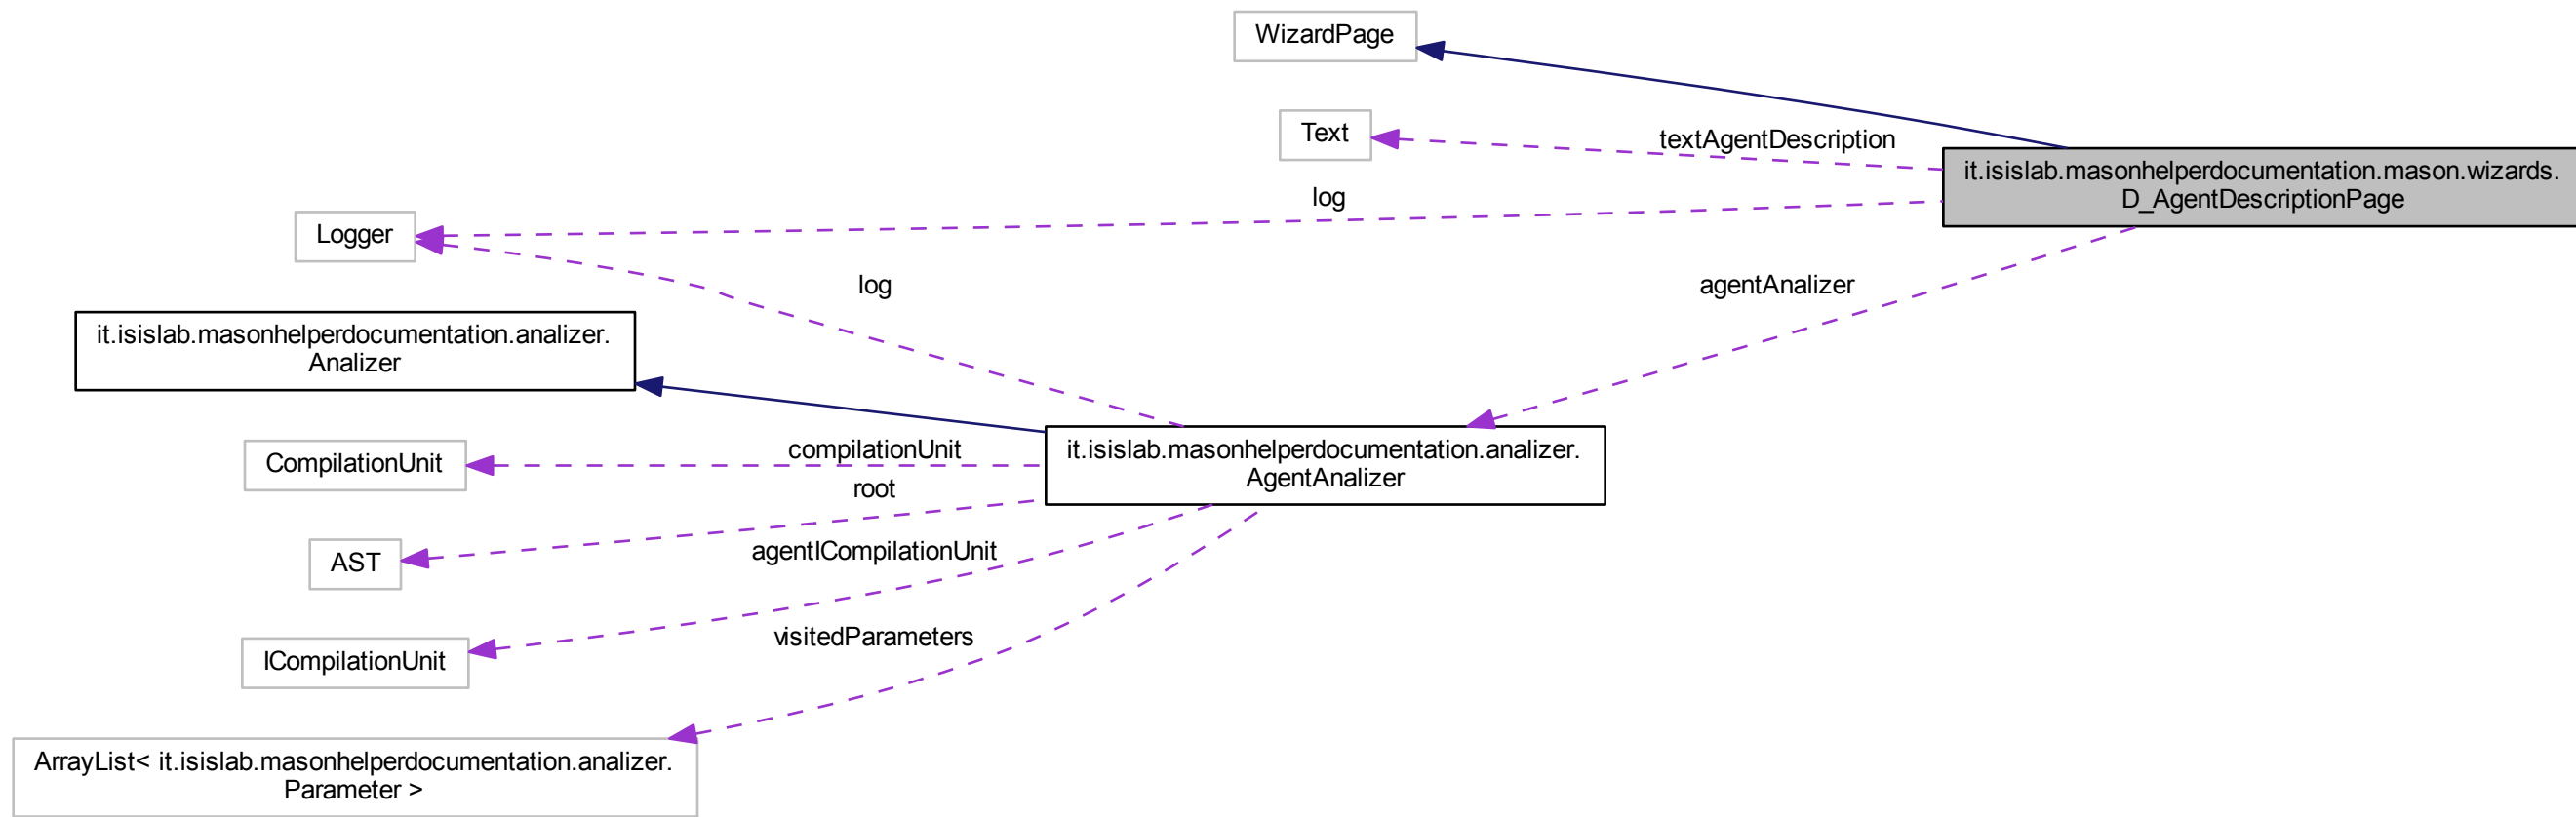 WizardPage
Text
textAgentDescription
it.isislab.masonhelperdocumentation.mason.wizards.
D_AgentDescriptionPage
log
Logger
log
agentAnalizer
it.isislab.masonhelperdocumentation.analizer.
Analizer
compilationUnit
it.isislab.masonhelperdocumentation.analizer.
AgentAnalizer
CompilationUnit
root
AST
agentICompilationUnit
ICompilationUnit
visitedParameters
ArrayList< it.isislab.masonhelperdocumentation.analizer.
Parameter >